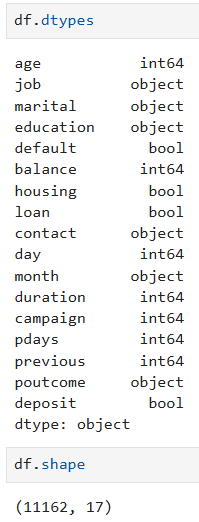 df.dtypes
age int64
job object
marital object
education object
default bool
balance int64
housing bool
loan bool
contact object
day int64
month object
duration int64
campaign int64
pdays int64
previous int64
poutcome object
deposit bool
dtype: object
df.shape
(11162, 17)